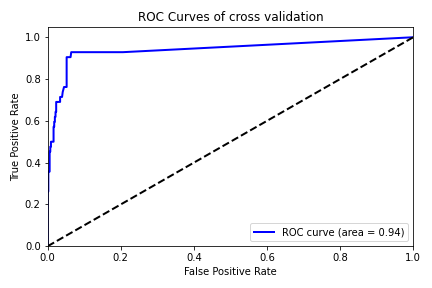 ROC Curves of cross validation
True Positive Rate
1.0
0.8
0.6
0.4
0.2
0.0
ROC curve (area = 0.94)
0.0 0.2 0.4 0.6 0.8 1.0
False Positive Rate